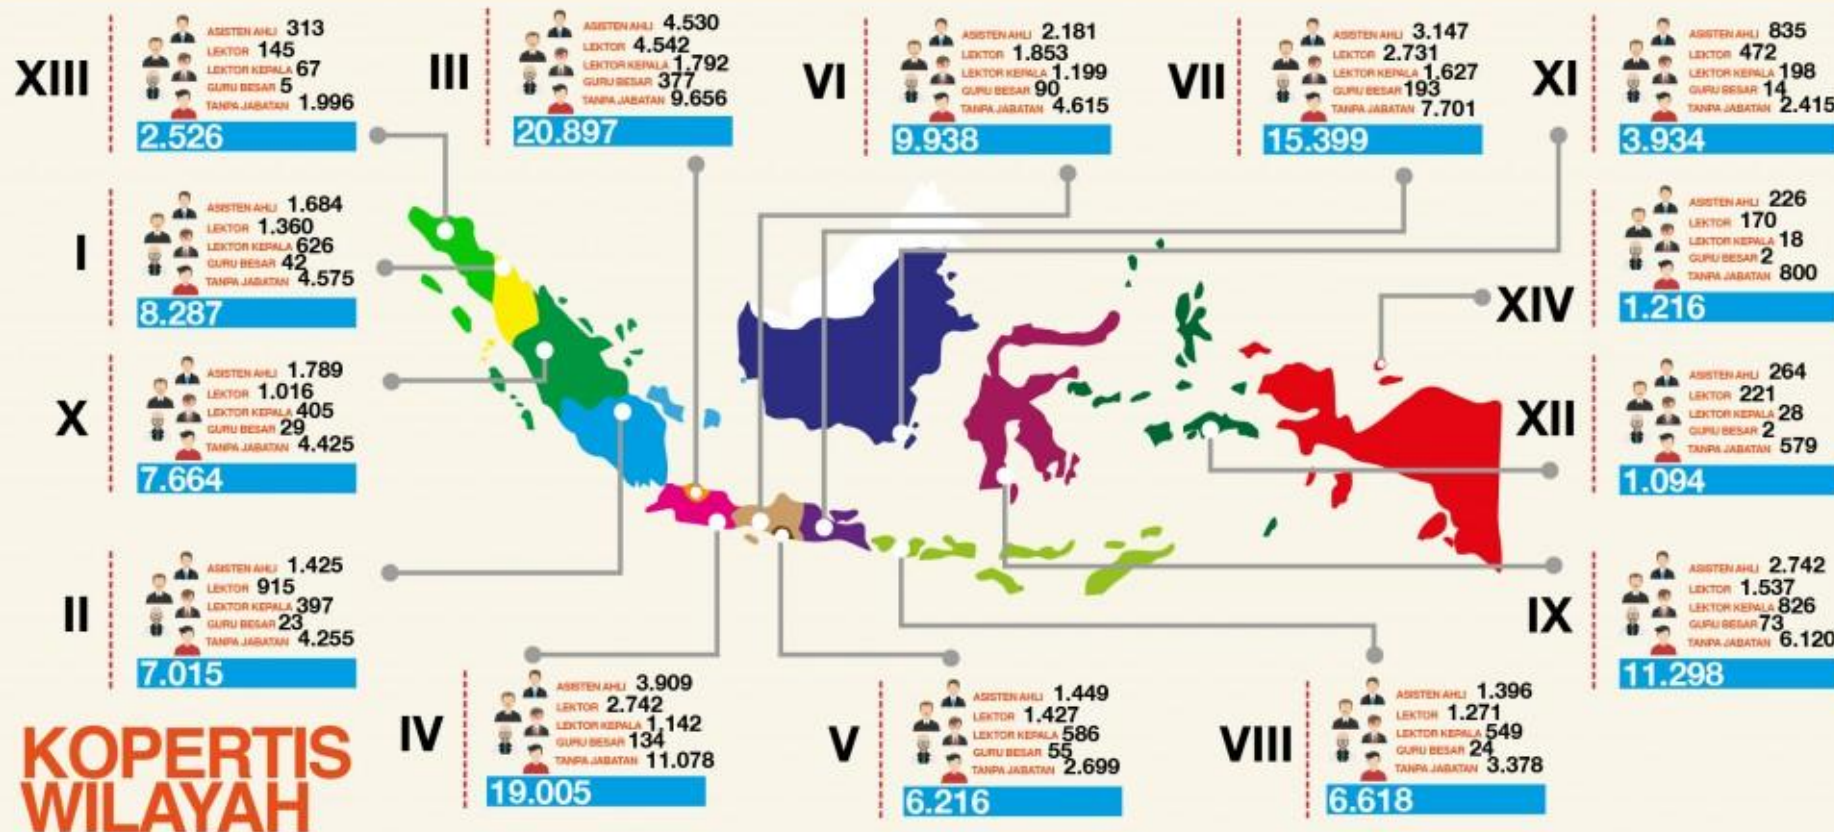 XIII
ASISTEN AHLI 313
LEKTOR 145
LEKTOR KEPALA 67
GURU BESAR 5
TANPA JABATAN 1.996
2.526
III
ASISTEN AHLI 4.530
LEKTOR 4.542
LEKTOR KEPALA 1.792
GURU BESAR 377
TANPA JABATAN 9.656
20.897
VI
ASISTEN AHLI 2.181
LEKTOR 1.853
LEKTOR KEPALA 1.199
GURU BESAR 90
TANPA JABATAN 4.615
9.938
VII
ASISTEN AHLI 3.147
LEKTOR 2.731
LEKTOR KEPALA 1.627
GURU BESAR 193
TANPA JABATAN 7.701
15.399
XI
ASISTEN AHLI 835
LEKTOR 472
LEKTOR KEPALA 198
GURU BESAR 14
TANPA JABATAN 2.415
3.934
I
ASISTEN AHLI 1.684
LEKTOR 1.360
LEKTOR KEPALA 626
GURU BESAR 42
TANPA JABATAN 4.575
8.287
XIV
ASISTEN AHLI 226
LEKTOR 170
LEKTOR KEPALA 18
GURU BESAR 2
TANPA JABATAN 800
1.216
X
ASISTEN AHLI 1.789
LEKTOR 1.016
LEKTOR KEPALA 405
GURU BESAR 29
TANPA JABATAN 4.425
7.664
XII
ASISTEN AHLI 264
LEKTOR 221
LEKTOR KEPALA 28
GURU BESAR 2
TANPA JABATAN 579
1.094
II
ASISTEN AHLI 1.425
LEKTOR 915
LEKTOR KEPALA 397
GURU BESAR 23
TANPA JABATAN 4.255
7.015
IX
ASISTEN AHLI 2.742
LEKTOR 1.537
LEKTOR KEPALA 826
GURU BESAR 73
TANPA JABATAN 6.120
11.298
IV
ASISTEN AHLI 3.909
LEKTOR 2.742
LEKTOR KEPALA 1.142
GURU BESAR 134
TANPA JABATAN 11.078
19.005
V
ASISTEN AHLI 1.449
LEKTOR 1.427
LEKTOR KEPALA 586
GURU BESAR 55
TANPA JABATAN 2.699
6.216
VIII
ASISTEN AHLI 1.396
LEKTOR 1.271
LEKTOR KEPALA 549
GURU BESAR 24
TANPA JABATAN 3.378
6.618
KOPERTIS
WILAYAH